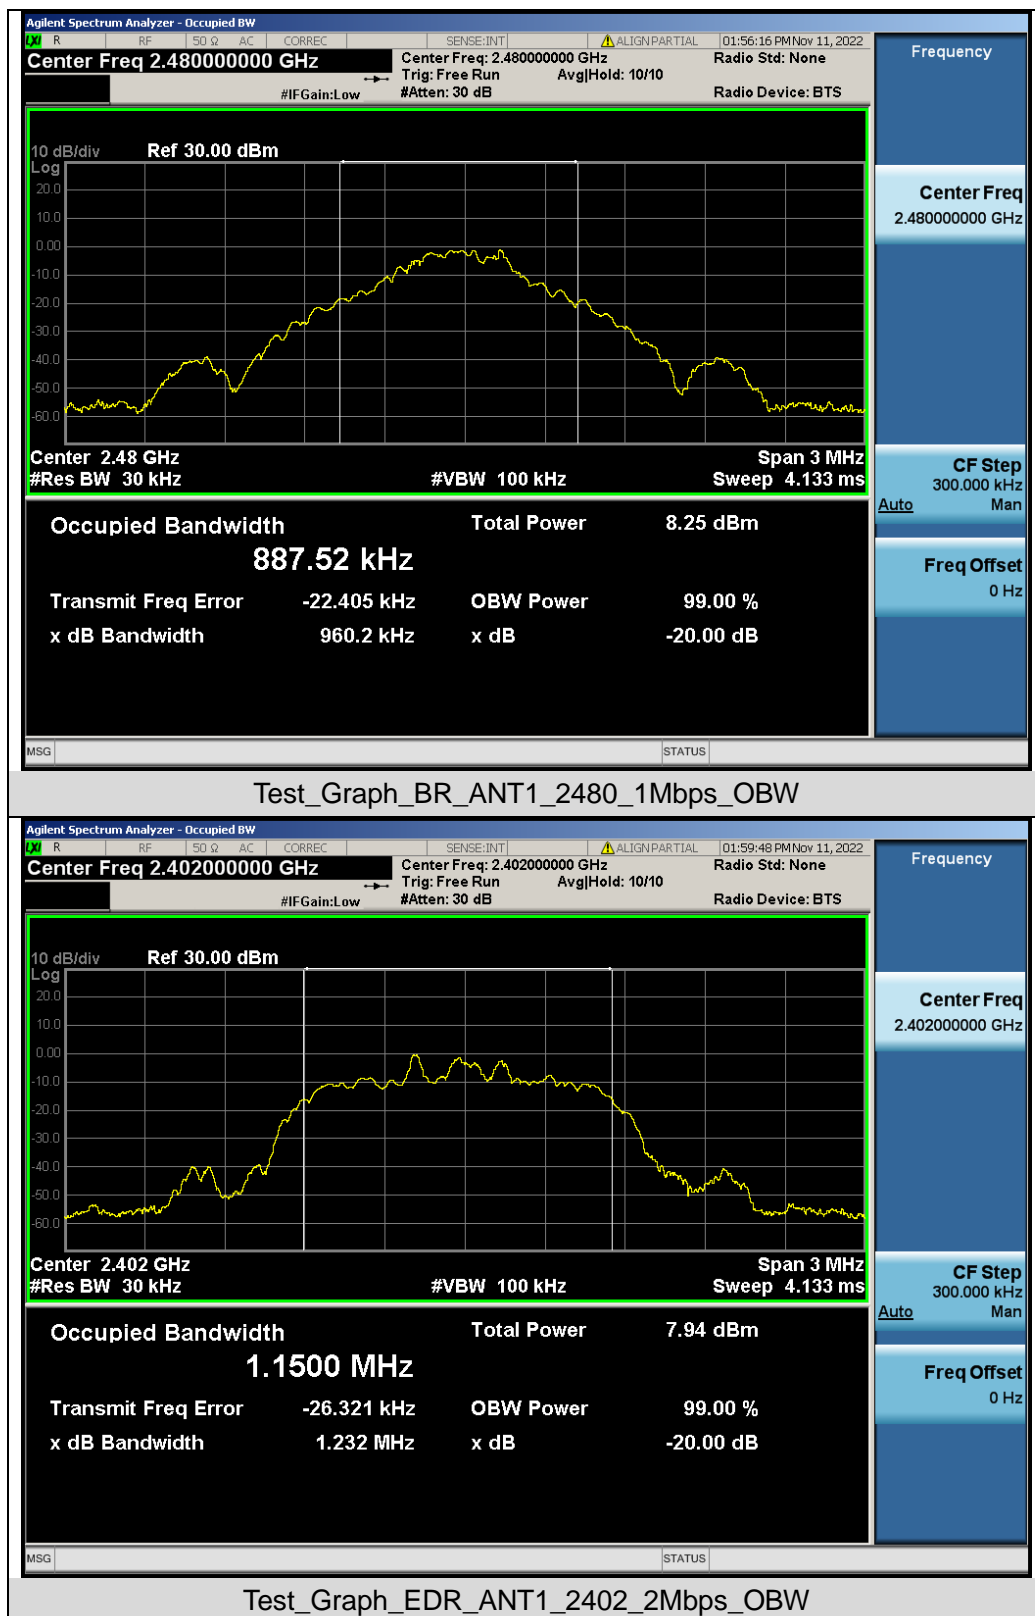 Agilent Spectrum Analyzer - Occupied BW
LXI R RF 50 Ω AC CORREC SENSE:INT ALIGN PARTIAL 01:56:16 PM Nov 11, 2022
Center Freq 2.480000000 GHz
Center Freq: 2.480000000 GHz
Radio Std: None
Trig: Free Run Avg|Hold: 10/10
#IFGain:Low
#Atten: 30 dB
Radio Device: BTS
Frequency
10 dB/div Ref 30.00 dBm
Log
20.0
10.0
0.00
-10.0
-20.0
-30.0
-40.0
-50.0
-60.0
Center Freq
2.480000000 GHz
Center 2.48 GHz Span 3 MHz
#Res BW 30 kHz #VBW 100 kHz Sweep 4.133 ms
CF Step
300.000 kHz
Auto Man
Occupied Bandwidth Total Power 8.25 dBm
887.52 kHz
Freq Offset
0 Hz
Transmit Freq Error -22.405 kHz OBW Power 99.00 %
x dB Bandwidth 960.2 kHz x dB -20.00 dB
MSG STATUS
Test_Graph_BR_ANT1_2480_1Mbps_OBW
Agilent Spectrum Analyzer - Occupied BW
LXI R RF 50 Ω AC CORREC SENSE:INT ALIGN PARTIAL 01:59:48 PM Nov 11, 2022
Center Freq 2.402000000 GHz
Center Freq: 2.402000000 GHz
Radio Std: None
Trig: Free Run Avg|Hold: 10/10
#IFGain:Low
#Atten: 30 dB
Radio Device: BTS
Frequency
10 dB/div Ref 30.00 dBm
Log
20.0
10.0
0.00
-10.0
-20.0
-30.0
-40.0
-50.0
-60.0
Center Freq
2.402000000 GHz
Center 2.402 GHz Span 3 MHz
#Res BW 30 kHz #VBW 100 kHz Sweep 4.133 ms
CF Step
300.000 kHz
Auto Man
Occupied Bandwidth Total Power 7.94 dBm
1.1500 MHz
Freq Offset
0 Hz
Transmit Freq Error -26.321 kHz OBW Power 99.00 %
x dB Bandwidth 1.232 MHz x dB -20.00 dB
MSG STATUS
Test_Graph_EDR_ANT1_2402_2Mbps_OBW